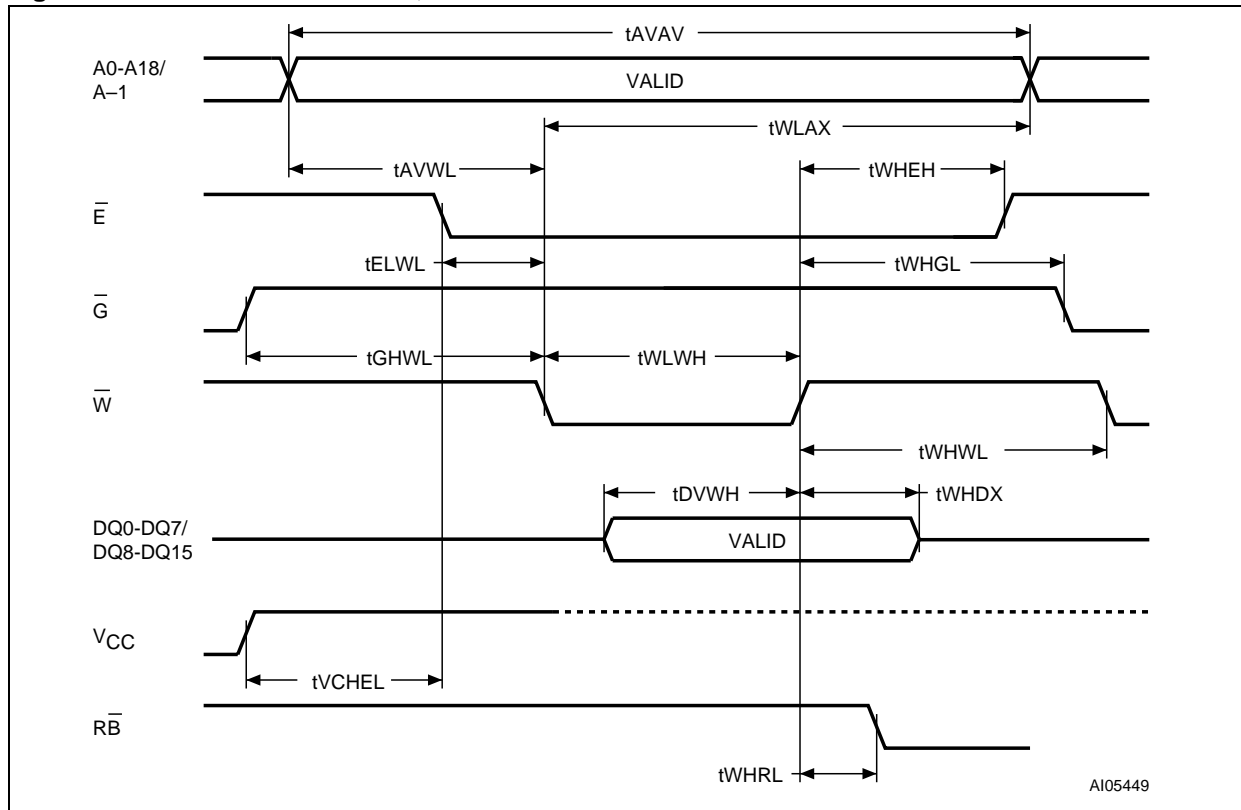 tAVAV
A0-A18/
A–1
VALID
tWLAX
tAVWL
tWHEH
E̅
tELWL
tWHGL
G̅
tGHWL
tWLWH
W̅
tWHWL
tDVWH
tWHDX
DQ0-DQ7/
DQ8-DQ15
VALID
VCC
tVCHEL
RB̅
tWHRL
AI05449